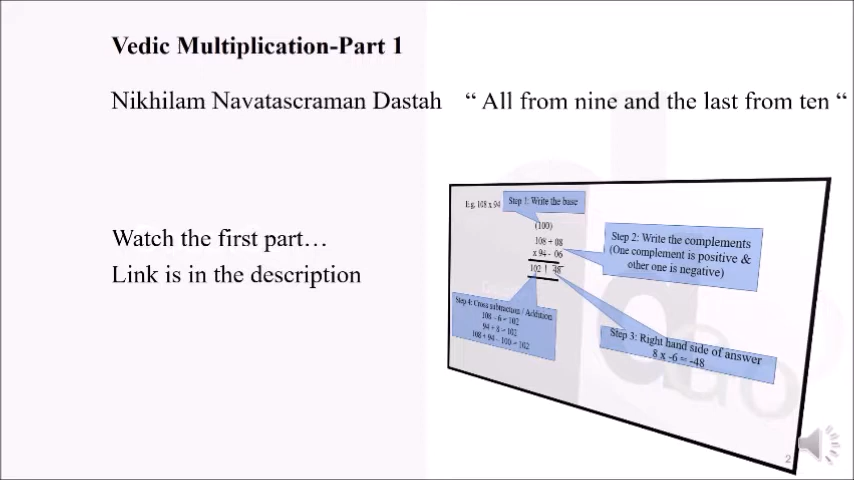 Vedic Multiplication-Part 1
Nikhilam Navatascraman Dastah “ All from nine and the last from ten “
Watch the first part…
Link is in the description
E.g. 108 x 94
Step 1: Write the base
(100)
108 + 08
x 94 - 06
102 |
48
Step 2: Write the complements
(One complement is positive &
other one is negative)
Step 4: Cross subtraction / Addition
108 - 6 = 102
94 + 8 = 102
108 + 94 - 100 = 102
Step 3: Right hand side of answer
8 x -6 = -48
2